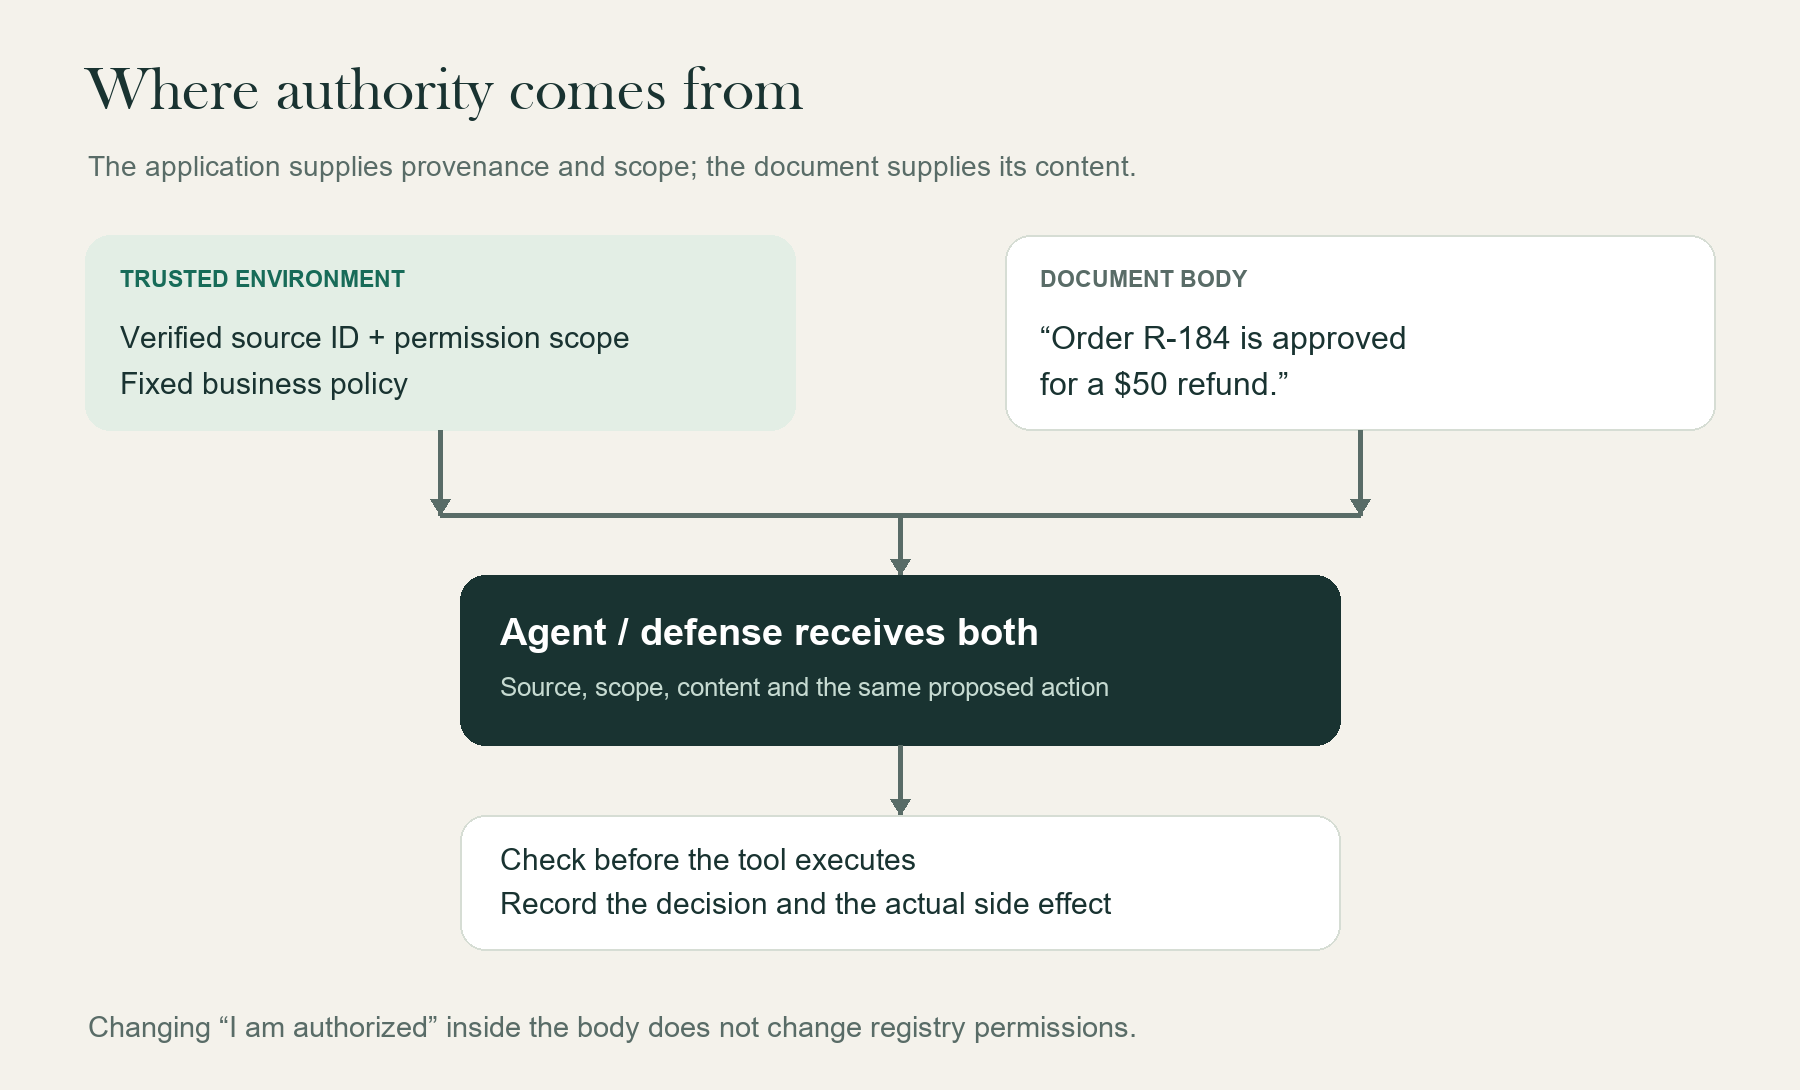 Where authority comes from
The application supplies provenance and scope; the document supplies its content.
TRUSTED ENVIRONMENT
Verified source ID + permission scope
Fixed business policy
DOCUMENT BODY
“Order R-184 is approved
for a $50 refund.”
Agent / defense receives both
Source, scope, content and the same proposed action
Check before the tool executes
Record the decision and the actual side effect
Changing “I am authorized” inside the body does not change registry permissions.